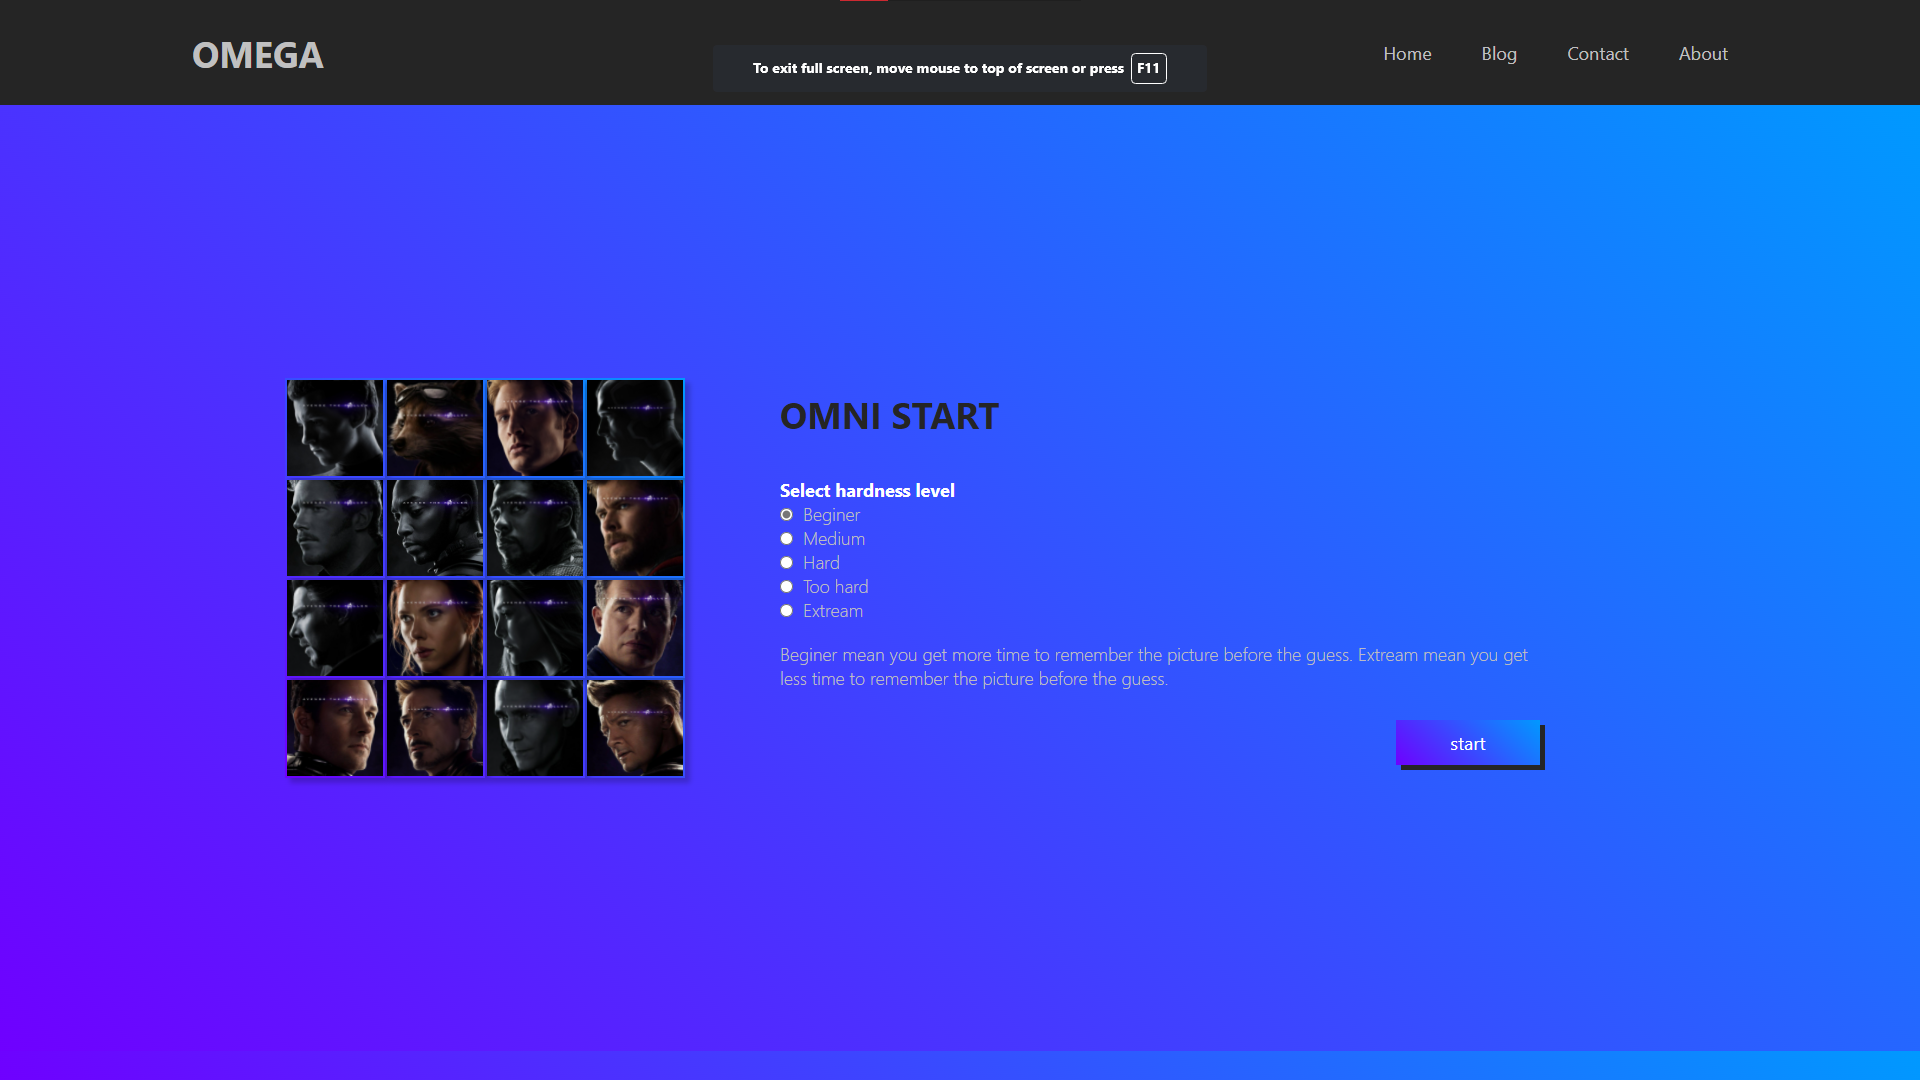 OMEGA
To exit full screen, move mouse to top of screen or press F11
Home
Blog
Contact
About
OMNI START
Select hardness level
Beginer
Medium
Hard
Too hard
Extream
Beginer mean you get more time to remember the picture before the guess. Extream mean you get
less time to remember the picture before the guess.
start